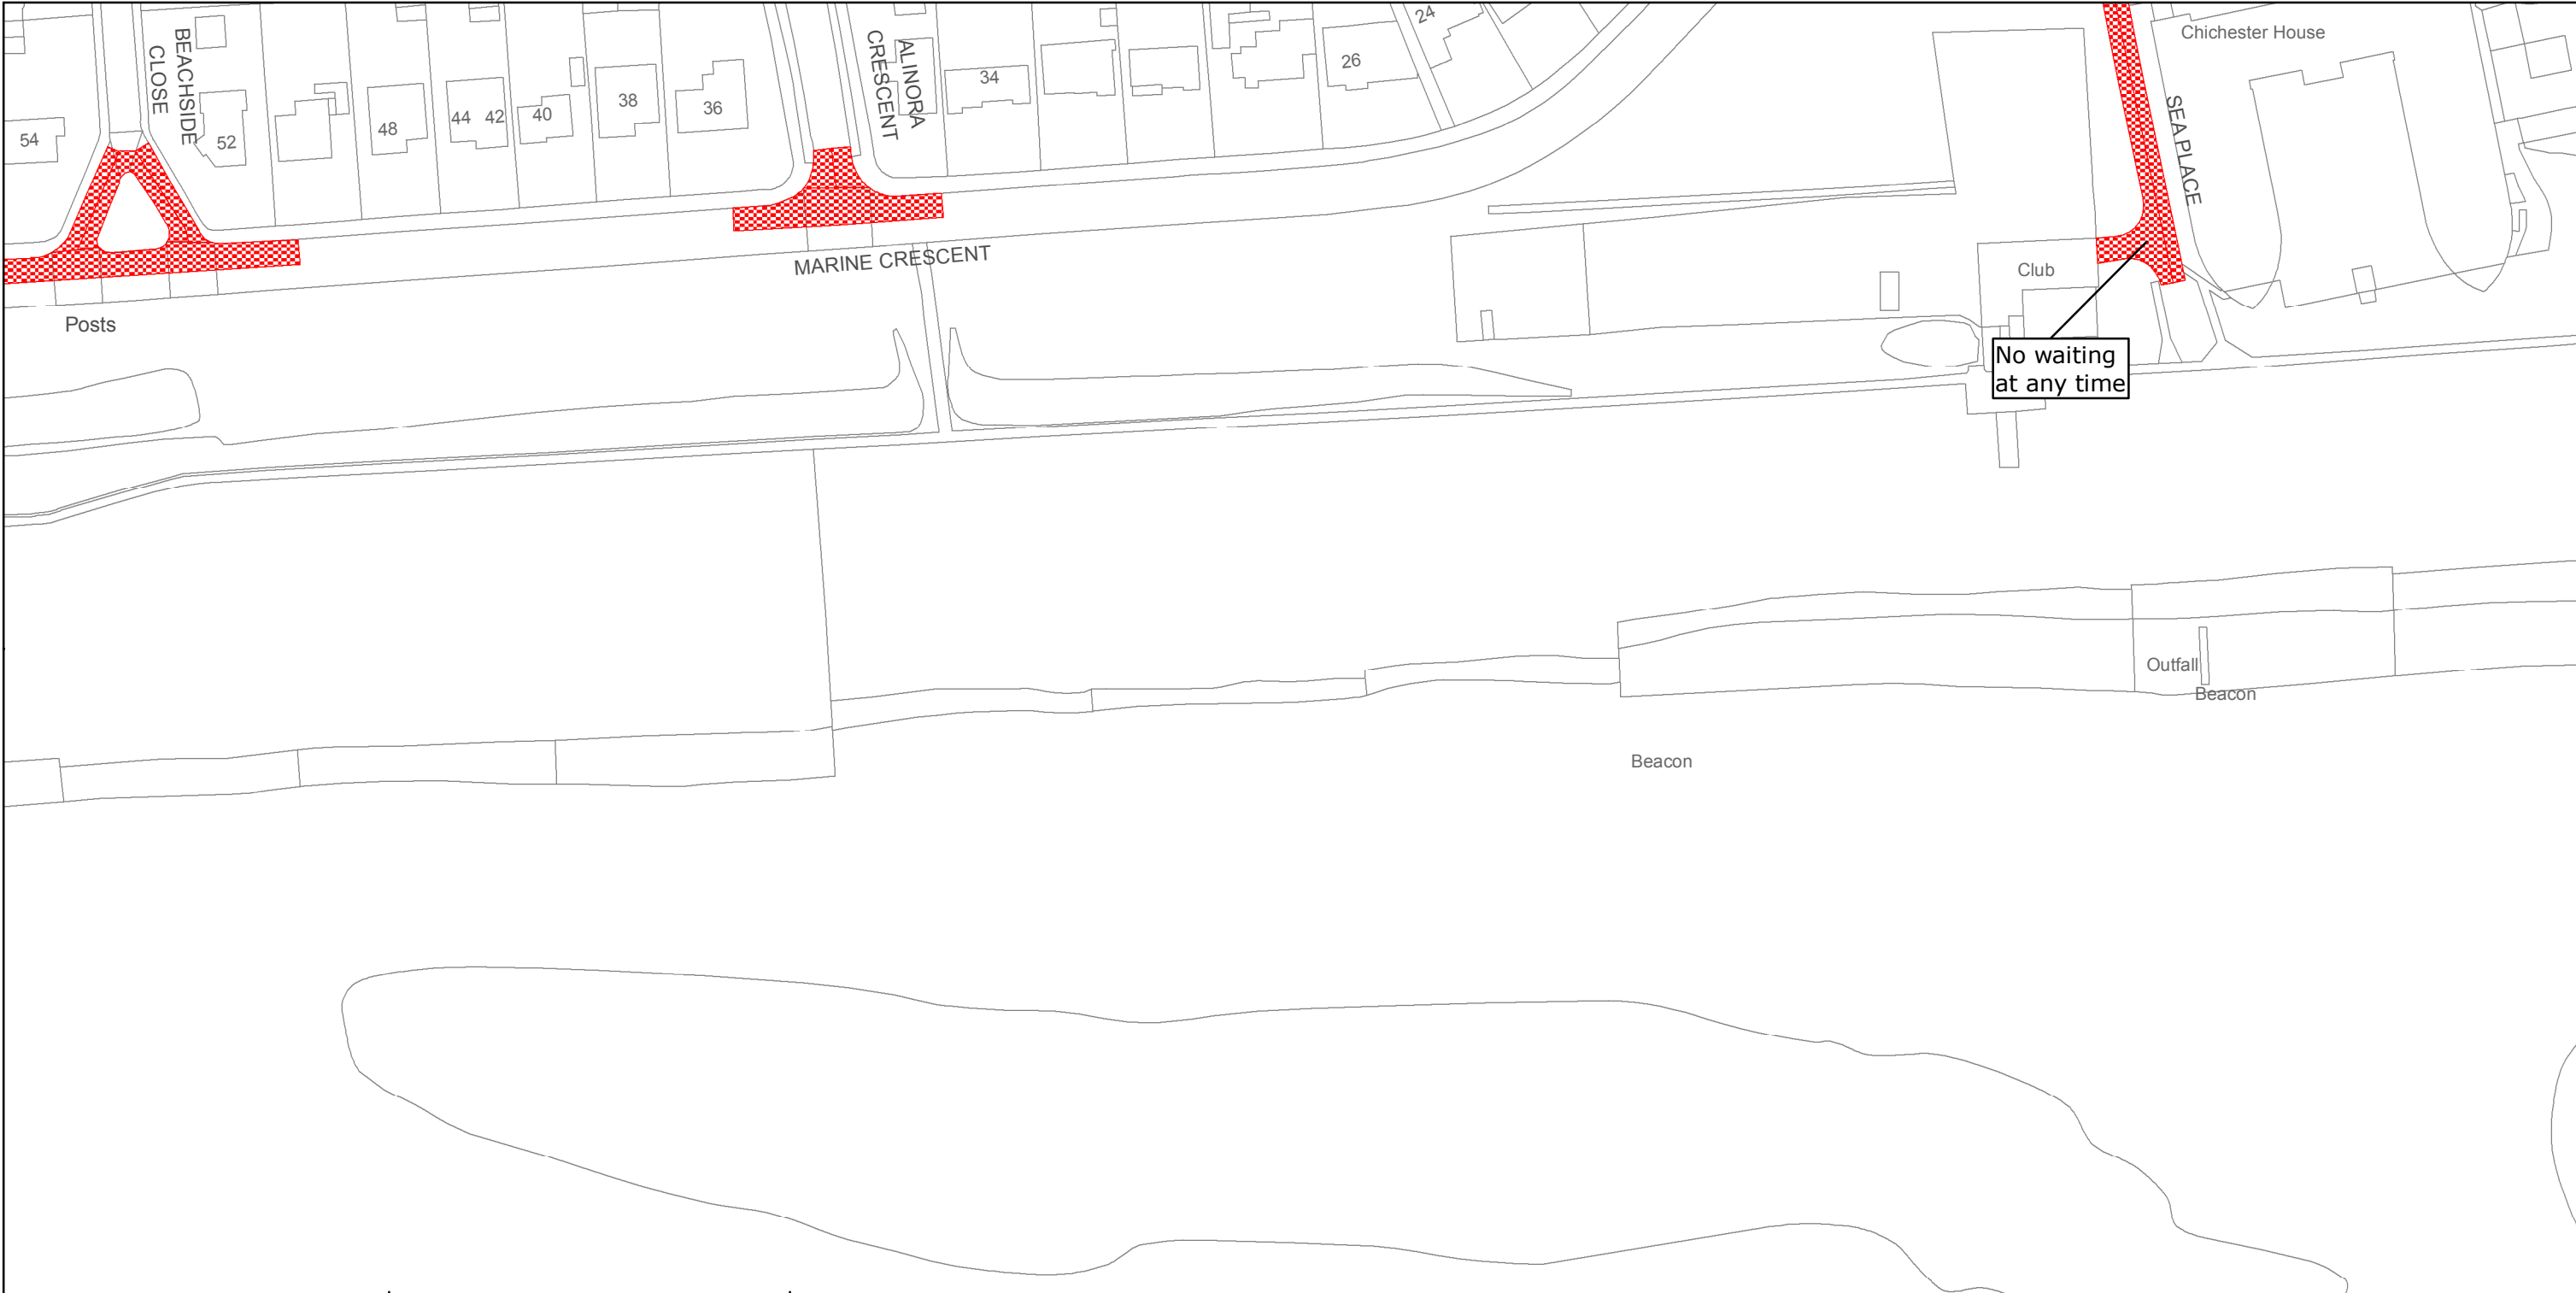 BEACHSIDE
CLOSE
ALINORA
CRESCENT
24
Chichester House
54
52
48
44
42
40
38
36
34
26
SEA PLACE
MARINE CRESCENT
Posts
Club
No waiting
at any time
Outfall
Beacon
Beacon